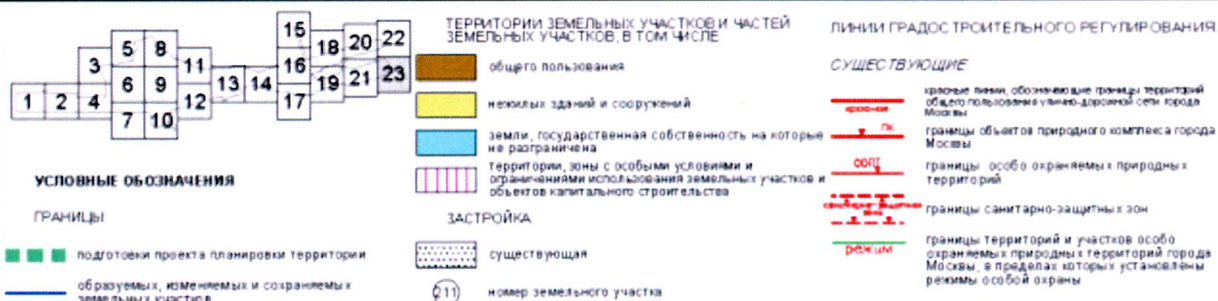 1 2 3 4 5 6 7 8 9 10 11 12 13 14 15 16 17 18 19 20 21 22 23
УСЛОВНЫЕ ОБОЗНАЧЕНИЯ
ГРАНИЦЫ
подготовки проекта планировки территории
образуемых, изменяемых и сохраняемых
земельных участков
ТЕРРИТОРИИ ЗЕМЕЛЬНЫХ УЧАСТКОВ И ЧАСТЕЙ
ЗЕМЕЛЬНЫХ УЧАСТКОВ, В ТОМ ЧИСЛЕ
общего пользования
нежилых зданий и сооружений
земли, государственная собственность на которые
не разграничена
территории, зоны с особыми условиями и
ограничениями использования земельных участков и
объектов капитального строительства
ЗАСТРОЙКА
существующая
211 номер земельного участка
ЛИНИИ ГРАДОСТРОИТЕЛЬНОГО РЕГУЛИРОВАНИЯ
СУЩЕСТВУЮЩИЕ
красные линии, обозначающие границы территорий
общего пользования улично-дорожной сети города
Москвы
ПК
границы объектов природного комплекса города
Москвы
ООПТ
границы особо охраняемых природных
территорий
границы санитарно-защитных зон
режим
границы территорий и участков особо
охраняемых природных территорий города
Москвы, в пределах которых установлены
режимы особой охраны